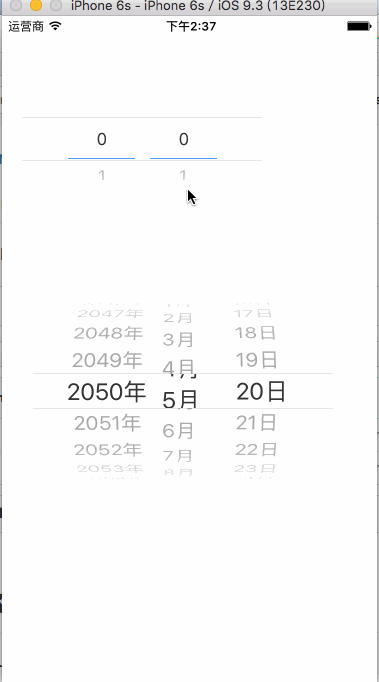 iPhone 6s - iPhone 6s / iOS 9.3 (13E230)
运营商 下午2:37
0 0
1 1
2047年 2月 17日
2048年 3月 18日
2049年 4月 19日
2050年 5月 20日
2051年 6月 21日
2052年 7月 22日
2053年 8月 23日